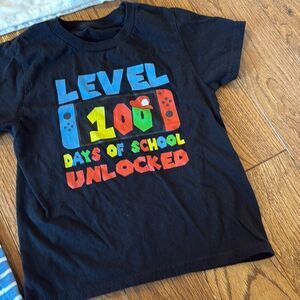 LEVEL
100
DAYS OF SCHOOL
UNLOCKED